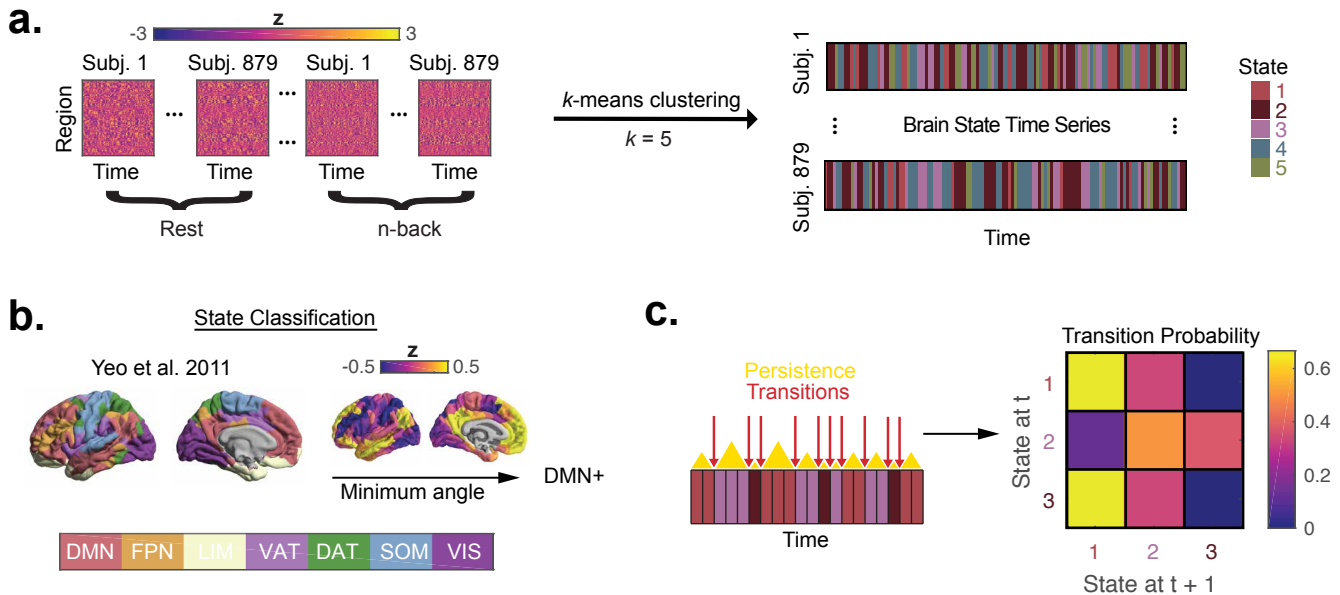 a.
z
-3 3
Subj. 1 Subj. 879 ... Subj. 1 Subj. 879
Region
... ... ...
Time Time Time Time
Rest n-back
k-means clustering
k = 5
Subj. 1
Brain State Time Series
Subj. 879
Time
State
1
2
3
4
5
b.
State Classification
Yeo et al. 2011
z
-0.5 0.5
Minimum angle
DMN+
DMN FPN LIM VAT DAT SOM VIS
c.
Persistence
Transitions
Time
Transition Probability
State at t
1
2
3
1 2 3
State at t + 1
0.6
0.4
0.2
0